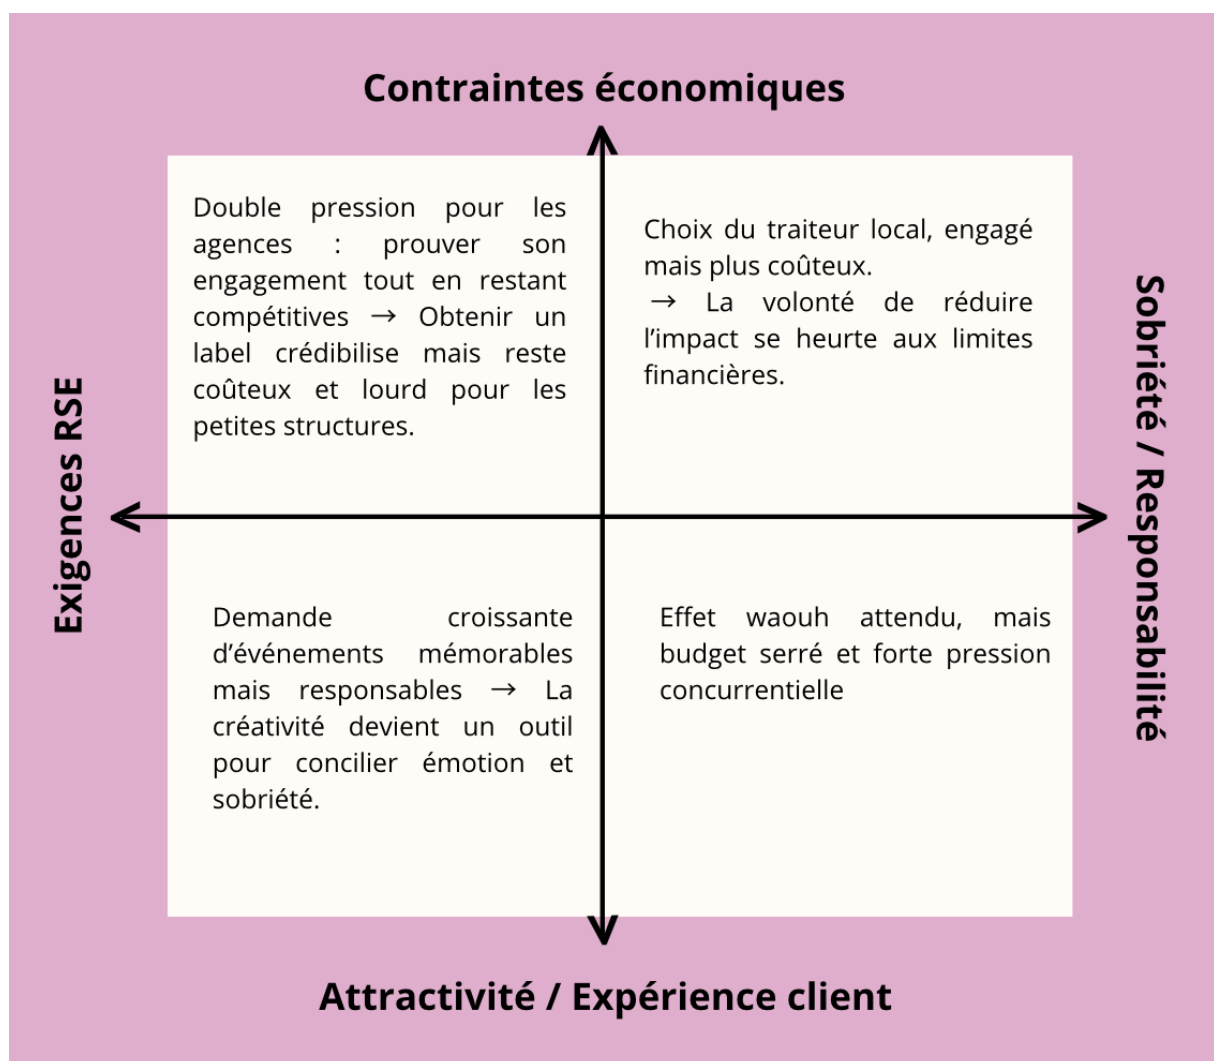 Contraintes économiques
Double pression pour les
agences : prouver son
engagement tout en restant
compétitives → Obtenir un
label crédibilise mais reste
coûteux et lourd pour les
petites structures.
Choix du traiteur local, engagé
mais plus coûteux.
→ La volonté de réduire
l’impact se heurte aux limites
financières.
Exigences RSE
Sobriété / Responsabilité
Demande croissante
d’événements mémorables
mais responsables → La
créativité devient un outil
pour concilier émotion et
sobriété.
Effet waouh attendu, mais
budget serré et forte pression
concurrentielle
Attractivité / Expérience client